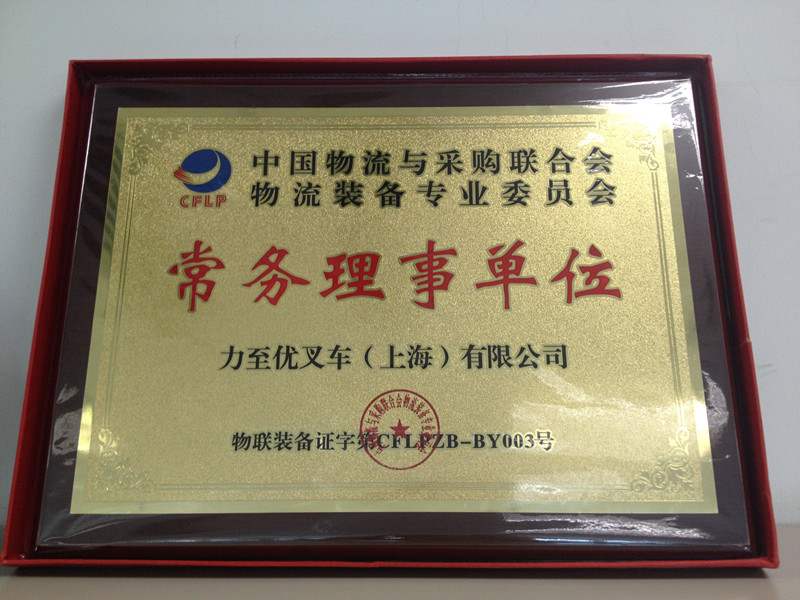 中国物流与采购联合会
CFLP
物流装备专业委员会
常务理事单位
力至优叉车（上海）有限公司
物联装备证字第CFLPZB-BY003号